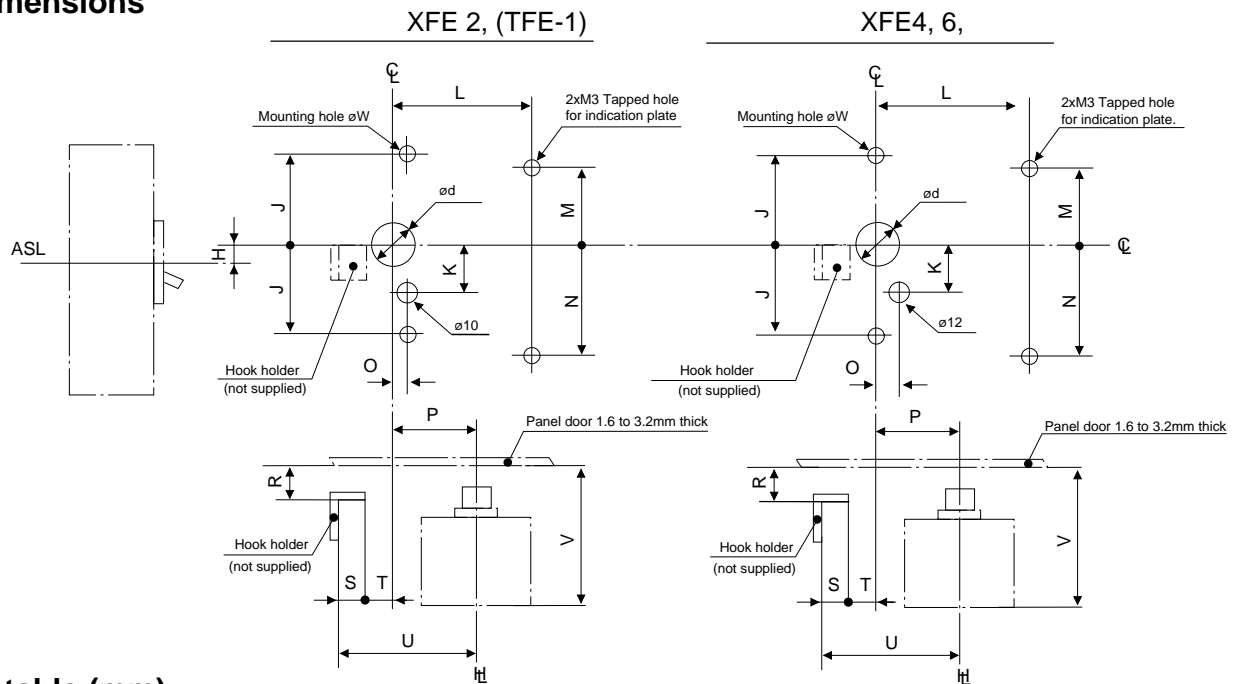 mensions
XFE 2, (TFE-1)
XFE4, 6,
℄
L
2xM3 Tapped hole
for indication plate
Mounting hole øW
J
M
ød
ASL
H
K
J
N
ø10
Hook holder
(not supplied)
O
P
Panel door 1.6 to 3.2mm thick
R
Hook holder
(not supplied)
V
S
T
U
℄
L
2xM3 Tapped hole
for indication plate.
Mounting hole øW
J
M
ød
℄
K
J
N
ø12
Hook holder
(not supplied)
O
P
Panel door 1.6 to 3.2mm thick
R
Hook holder
(not supplied)
V
S
T
U
table (mm)